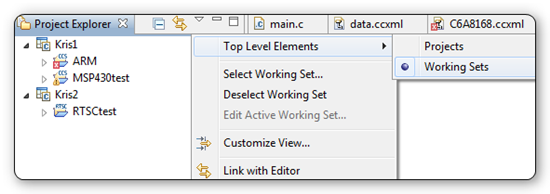 Project Explorer
main.c
data.ccxml
C6A8168.ccxml
Kris1
ARM
MSP430test
Kris2
RTSCtest
Top Level Elements
Select Working Set...
Deselect Working Set
Edit Active Working Set...
Customize View...
Link with Editor
Projects
Working Sets